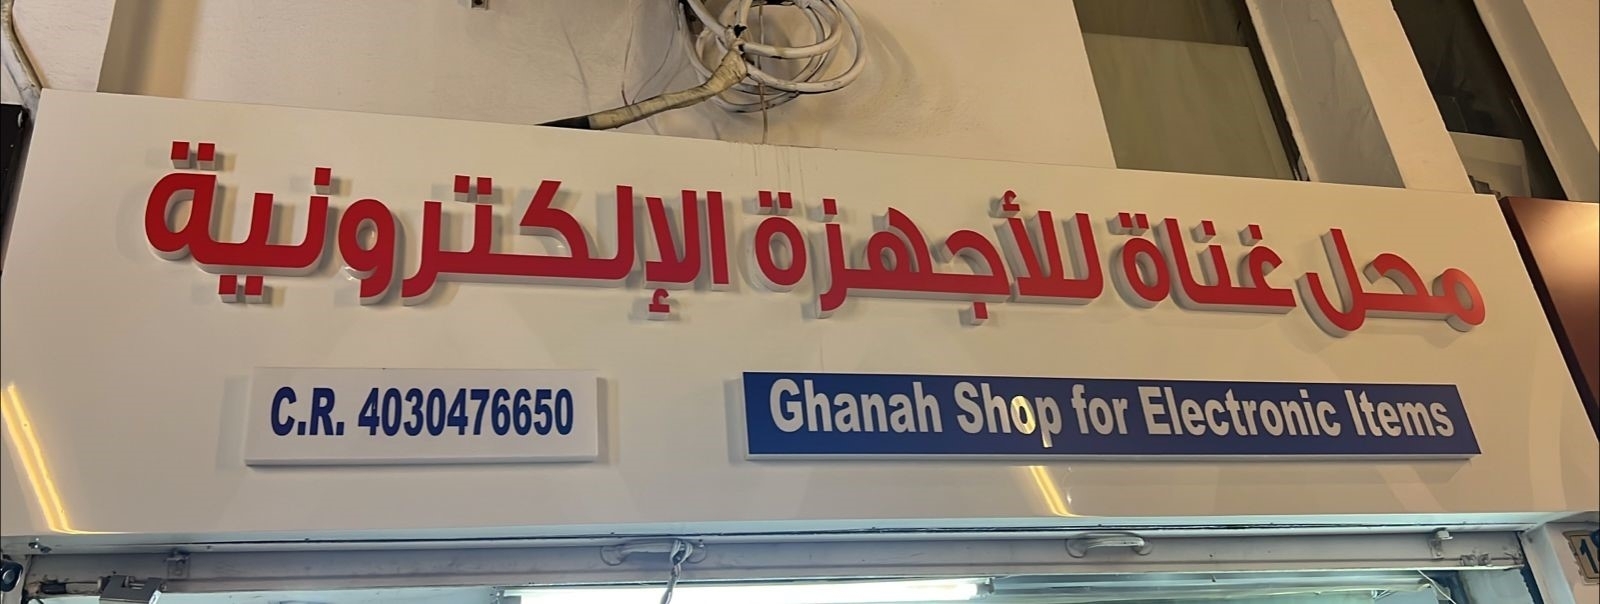 محل غناة للأجهزة الإلكترونية
Ghanah Shop for Electronic Items
C.R. 4030476650